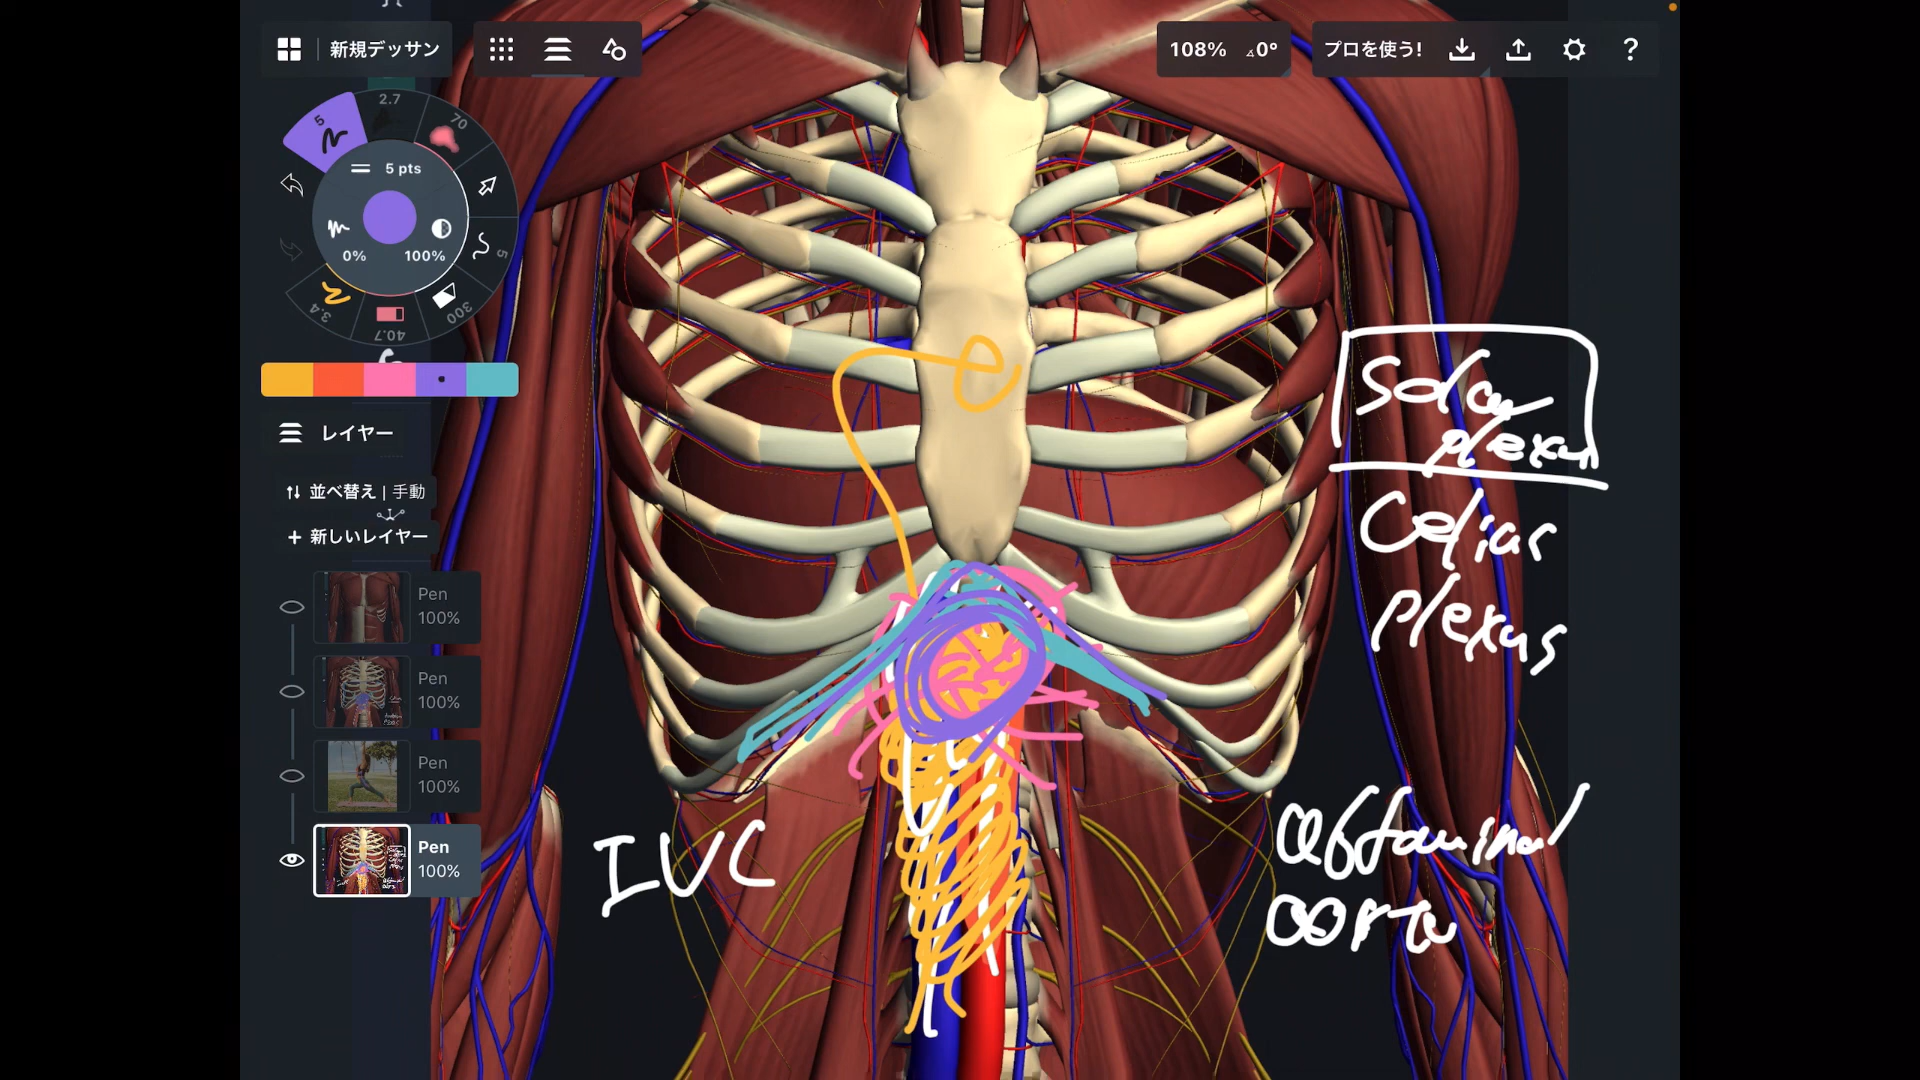 新規デッサン
108% ⊿0°
プロを使う!
?
2.7
5
70
5 pts
0%
100%
5
300
40.7
3.4
レイヤー
並べ替え | 手動
+ 新しいレイヤー
Pen
100%
Pen
100%
Pen
100%
Pen
100%
Solar
plexus
Celiac
plexus
IVC
abdominal
aorta